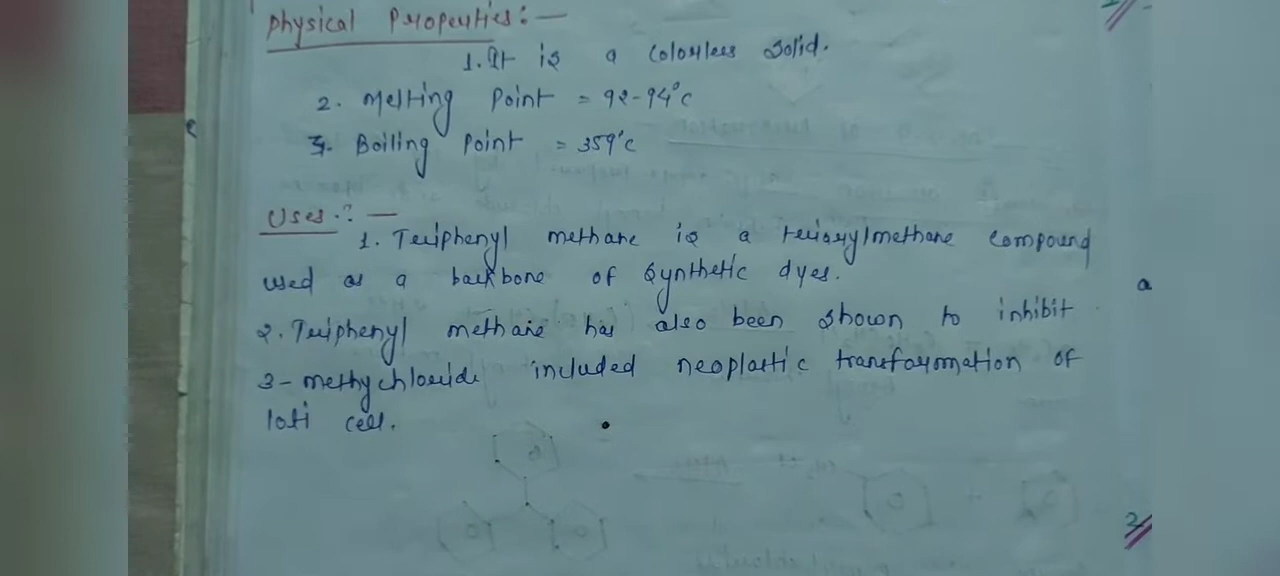 Physical Properties:-
1. It is a Colorless Solid.
2. Melting Point = 92-94°C
3. Boiling Point = 359°C
Uses:-
1. Triphenyl methane is a triarylmethane Compound
used as a backbone of Synthetic dyes.
2. Triphenyl methane has also been shown to inhibit
3-methychloride included neoplastic transformation of
cell.